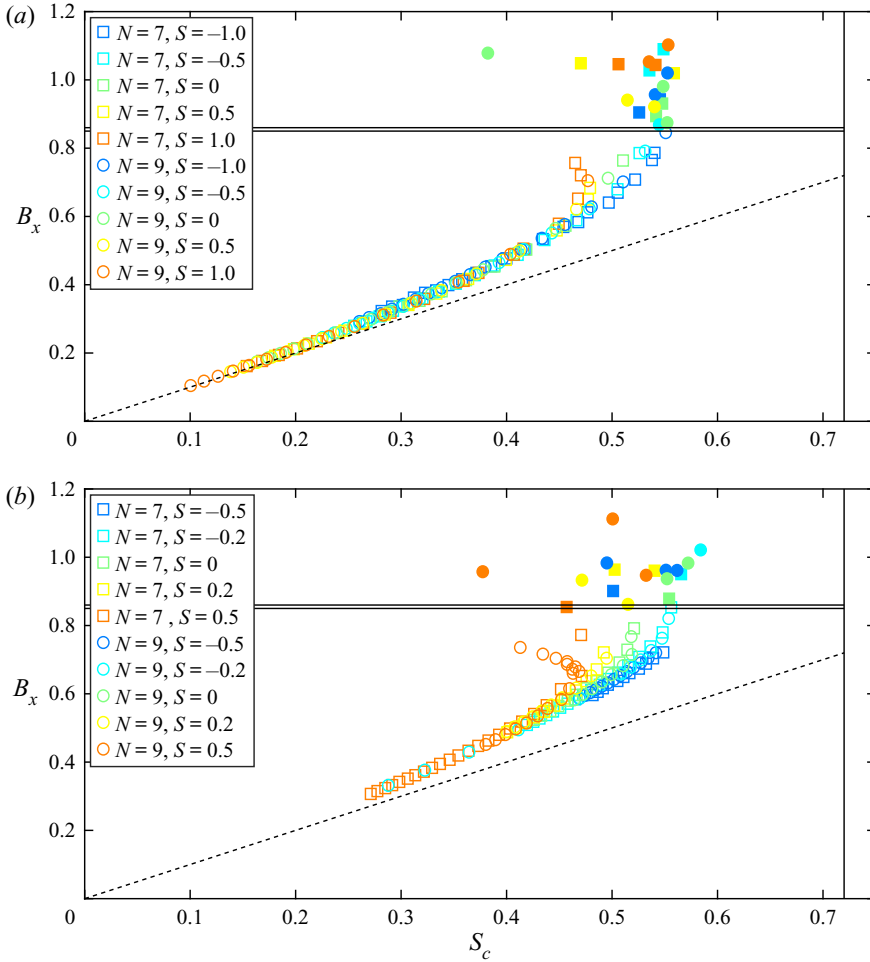 (a)
1.2
1.0
0.8
0.6
0.4
0.2
B_x
N = 7, S = −1.0
N = 7, S = −0.5
N = 7, S = 0
N = 7, S = 0.5
N = 7, S = 1.0
N = 9, S = −1.0
N = 9, S = −0.5
N = 9, S = 0
N = 9, S = 0.5
N = 9, S = 1.0
0 0.1 0.2 0.3 0.4 0.5 0.6 0.7
(b)
1.2
1.0
0.8
0.6
0.4
0.2
B_x
N = 7, S = −0.5
N = 7, S = −0.2
N = 7, S = 0
N = 7, S = 0.2
N = 7 , S = 0.5
N = 9, S = −0.5
N = 9, S = −0.2
N = 9, S = 0
N = 9, S = 0.2
N = 9, S = 0.5
0 0.1 0.2 0.3 0.4 0.5 0.6 0.7
S_c